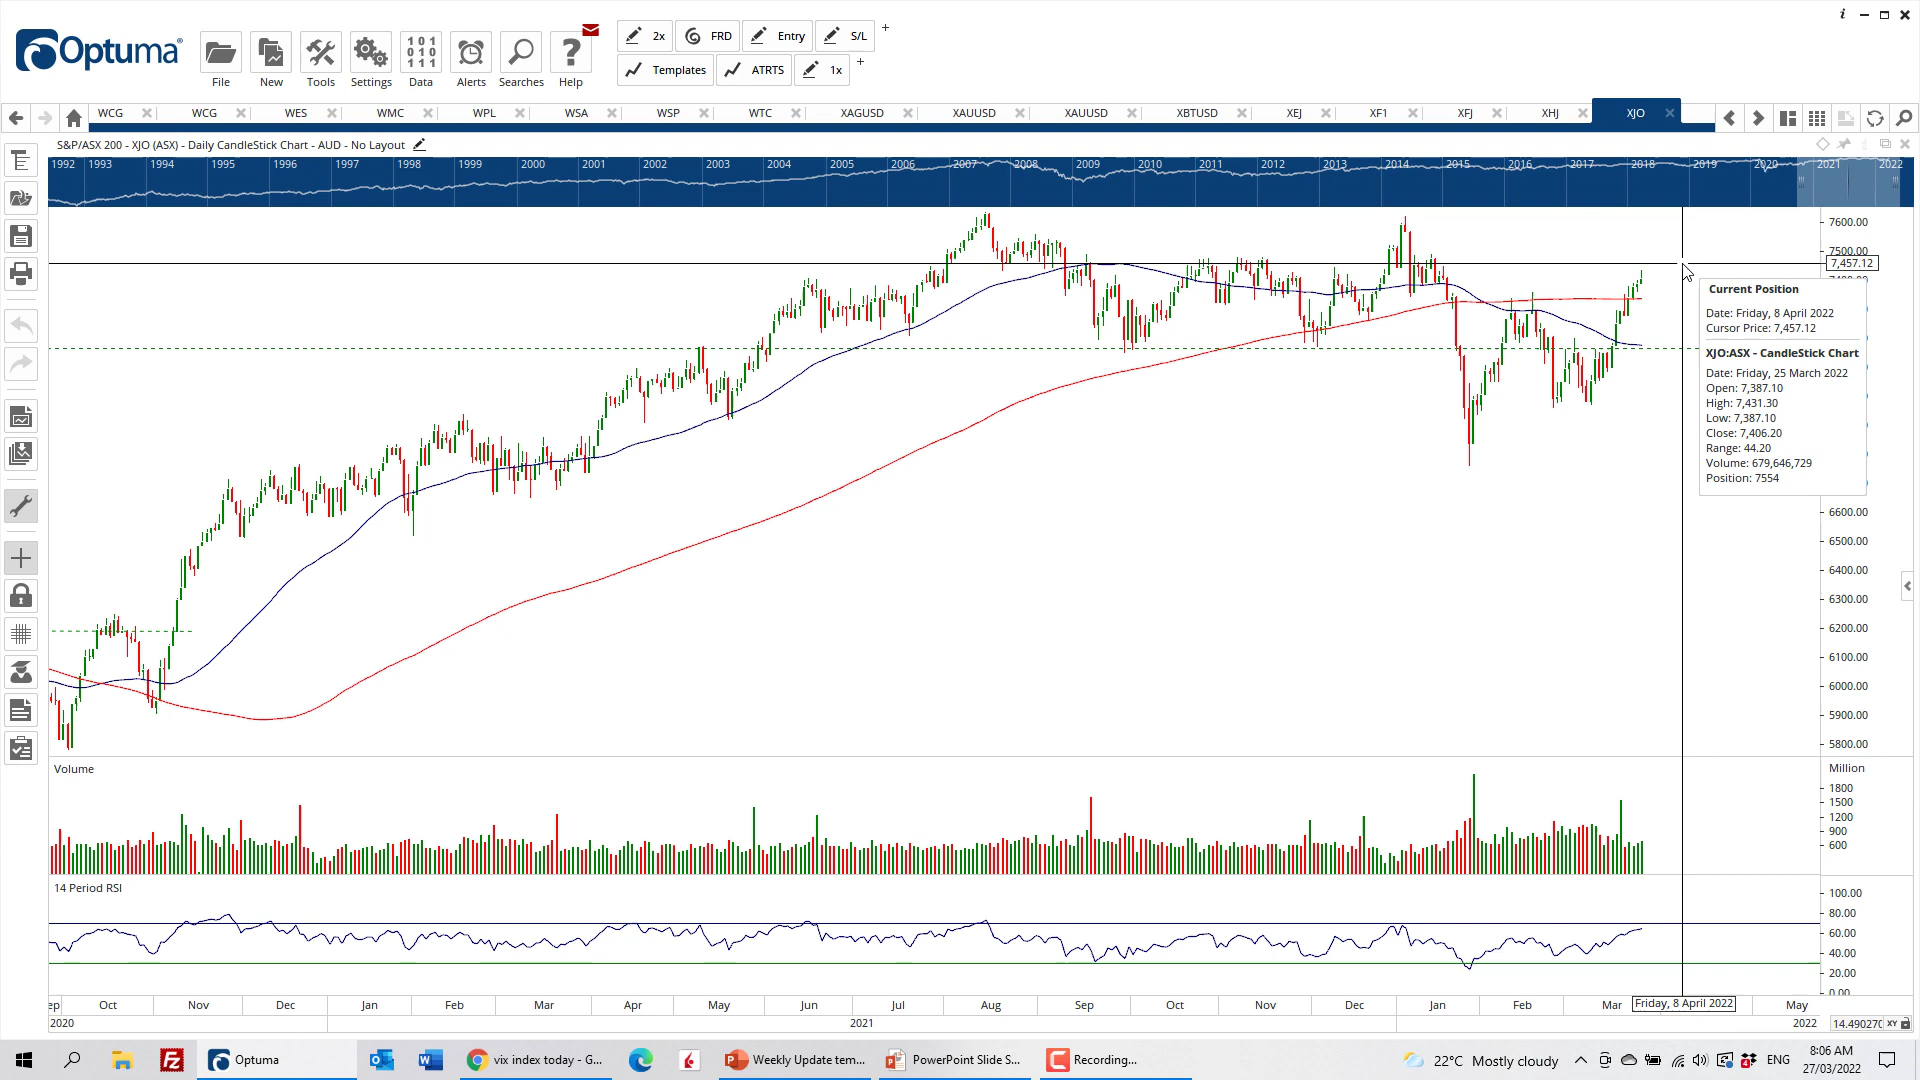 Optuma®
File
New
Tools
Settings
Data
Alerts
Searches
Help
2x
FRD
Entry
S/L
Templates
ATRTS
1x
WCG
WCG
WES
WMC
WPL
WSA
WSP
WTC
XAGUSD
XAUUSD
XAUUSD
XBTUSD
XEJ
XF1
XFJ
XHJ
XJO
S&P/ASX 200 - XJO (ASX) - Daily CandleStick Chart - AUD - No Layout
1992 1993 1994 1995 1996 1997 1998 1999 2000 2001 2002 2003 2004 2005 2006 2007 2008 2009 2010 2011 2012 2013 2014 2015 2016 2017 2018 2019 2020 2021 2022
7600.00
7500.00
7,457.12
Current Position
Date: Friday, 8 April 2022
Cursor Price: 7,457.12
XJO:ASX - CandleStick Chart
Date: Friday, 25 March 2022
Open: 7,387.10
High: 7,431.30
Low: 7,387.10
Close: 7,406.20
Range: 44.20
Volume: 679,646,729
Position: 7554
6600.00
6500.00
6400.00
6300.00
6200.00
6100.00
6000.00
5900.00
5800.00
Volume
Million
1800
1500
1200
900
600
14 Period RSI
100.00
80.00
60.00
40.00
20.00
0.00
ep Oct Nov Dec Jan Feb Mar Apr May Jun Jul Aug Sep Oct Nov Dec Jan Feb Mar Friday, 8 April 2022 May
2020 2021 2022
14.49027( XY
Optuma
vix index today - G...
Weekly Update tem...
PowerPoint Slide S...
Recording...
22°C Mostly cloudy
ENG
8:06 AM
27/03/2022